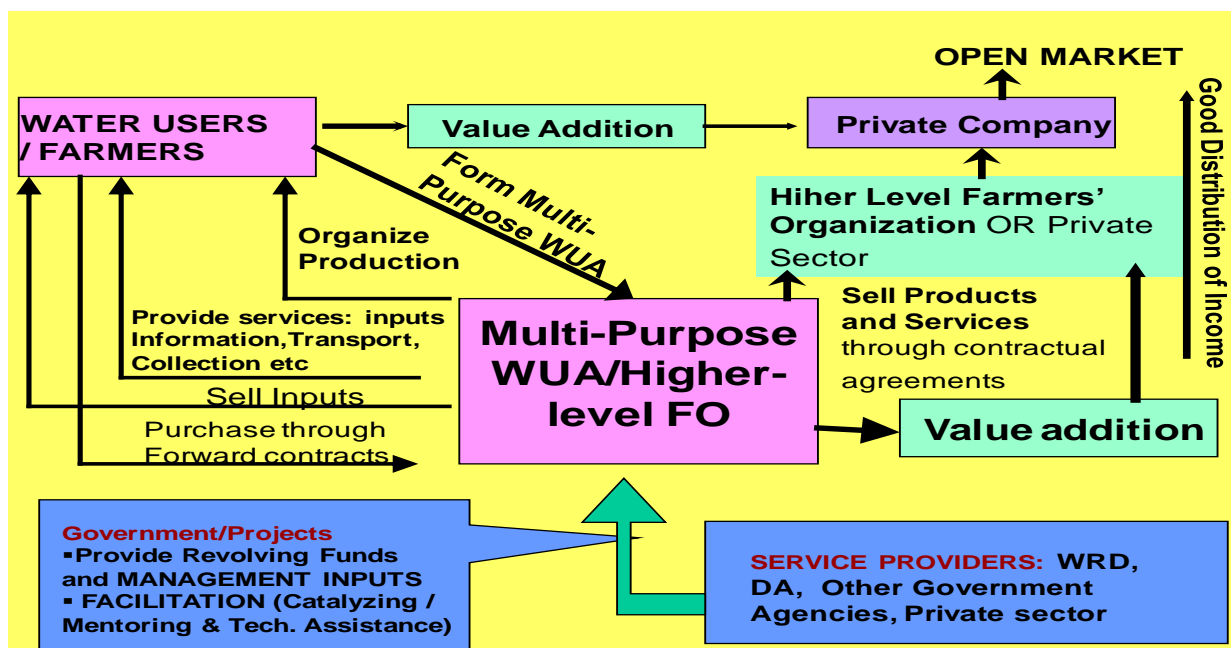 OPEN MARKET
WATER USERS
/ FARMERS
Value Addition
Private Company
Good Distribution of Income
Form Multi-
Purpose WUA
Hiher Level Farmers’
Organization OR Private
Sector
Organize
Production
Provide services: inputs
Information,Transport,
Collection etc
Sell Inputs
Purchase through
Forward contracts
Multi-Purpose
WUA/Higher-
level FO
Sell Products
and Services
through contractual
agreements
Value addition
Government/Projects
▪Provide Revolving Funds
and MANAGEMENT INPUTS
▪ FACILITATION (Catalyzing /
Mentoring & Tech. Assistance)
SERVICE PROVIDERS: WRD,
DA, Other Government
Agencies, Private sector